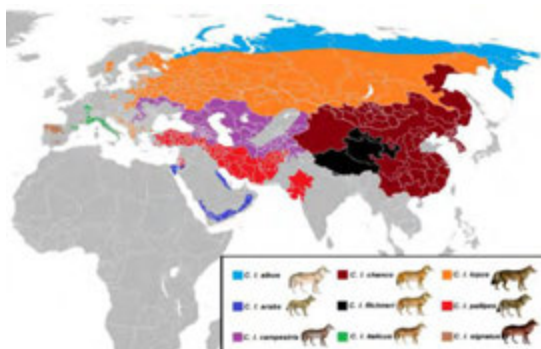 C. l. albus
C. l. chanco
C. l. lupus
C. l. arabs
C. l. filchneri
C. l. pallipes
C. l. campestris
C. l. italicus
C. l. signatus